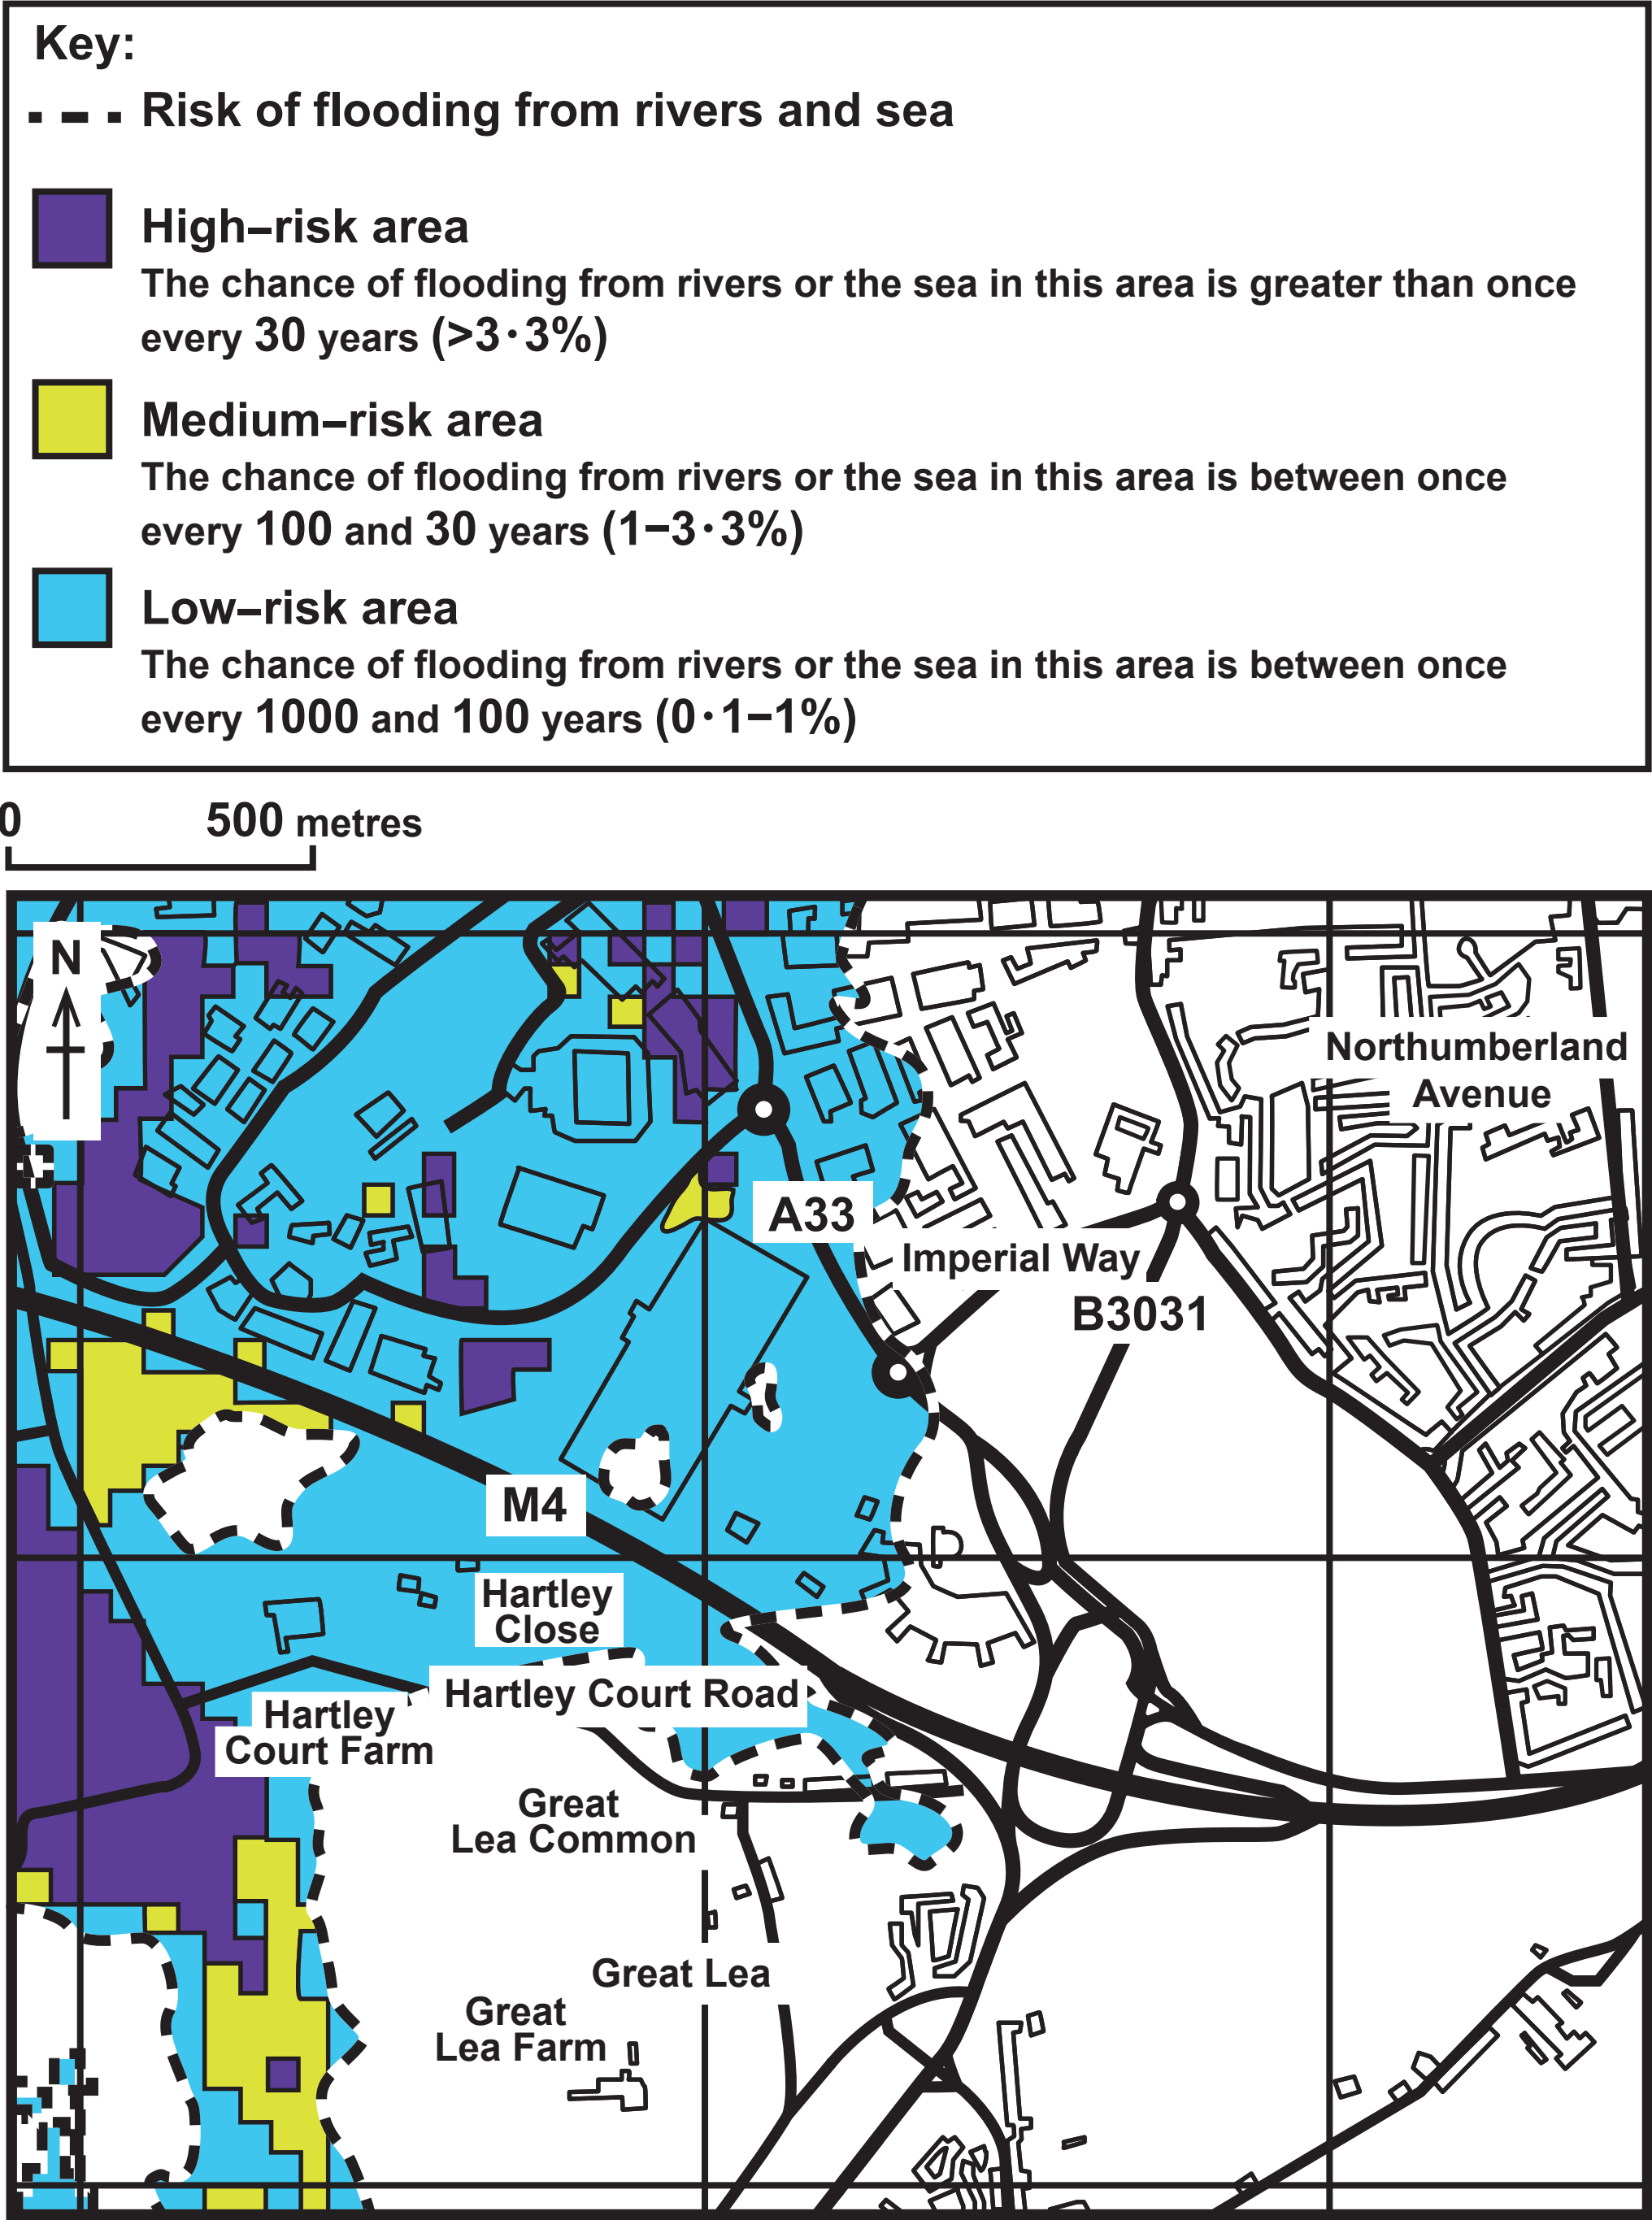 Key:
Risk of flooding from rivers and sea
High–risk area
The chance of flooding from rivers or the sea in this area is greater than once
every 30 years (>3·3%)
Medium–risk area
The chance of flooding from rivers or the sea in this area is between once
every 100 and 30 years (1–3·3%)
Low–risk area
The chance of flooding from rivers or the sea in this area is between once
every 1000 and 100 years (0·1–1%)
0 500 metres
N
Northumberland
Avenue
A33
Imperial Way
B3031
M4
Hartley
Close
Hartley Court Road
Hartley
Court Farm
Great
Lea Common
Great Lea
Great
Lea Farm